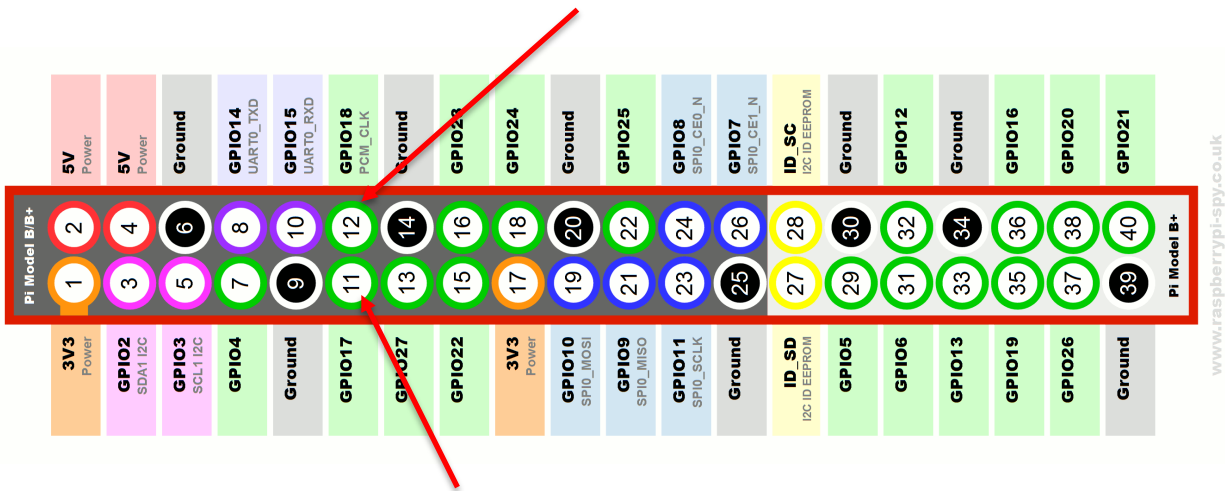 5V
Power
5V
Power
Ground
GPIO14
UART0_TXD
GPIO15
UART0_RXD
GPIO18
PCM_CLK
Ground
GPIO23
GPIO24
Ground
GPIO25
GPIO8
SPI0_CE0_N
GPIO7
SPI0_CE1_N
ID_SC
I2C ID EEPROM
Ground
GPIO12
Ground
GPIO16
GPIO20
GPIO21
Pi Model B/B+
2 4 6 8 10 12 14 16 18 20 22 24 26 28 30 32 34 36 38 40
1 3 5 7 9 11 13 15 17 19 21 23 25 27 29 31 33 35 37 39
Pi Model B+
3V3
Power
GPIO2
SDA1 I2C
GPIO3
SCL1 I2C
GPIO4
Ground
GPIO17
GPIO27
GPIO22
3V3
Power
GPIO10
SPI0_MOSI
GPIO9
SPI0_MISO
GPIO11
SPI0_SCLK
Ground
ID_SD
I2C ID EEPROM
GPIO5
GPIO6
GPIO13
GPIO19
GPIO26
Ground
www.raspberrypi-spy.co.uk